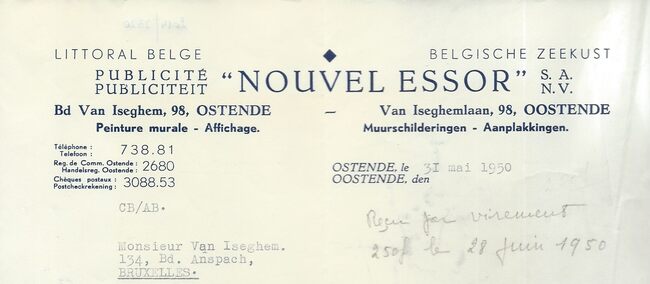 LITTORAL BELGE ◆ BELGISCHE ZEEKUST
PUBLICITÉ PUBLICITEIT "NOUVEL ESSOR" S. A. N. V.
Bd Van Iseghem, 98, OSTENDE — Van Iseghemlaan, 98, OOSTENDE
Peinture murale - Affichage. Muurschilderingen - Aanplakkingen.
Téléphone : Telefoon : 738.81
Reg. de Comm. Ostende : Handelsreg. Oostende : 2680
Chèques postaux : Postcheckrekening : 3088.53
OSTENDE, le 31 mai 1950
OOSTENDE, den
CB/AB.
Reçu par virement
250f le 28 juin 1950
Monsieur Van Iseghem.
134, Bd. Anspach,
BRUXELLES.